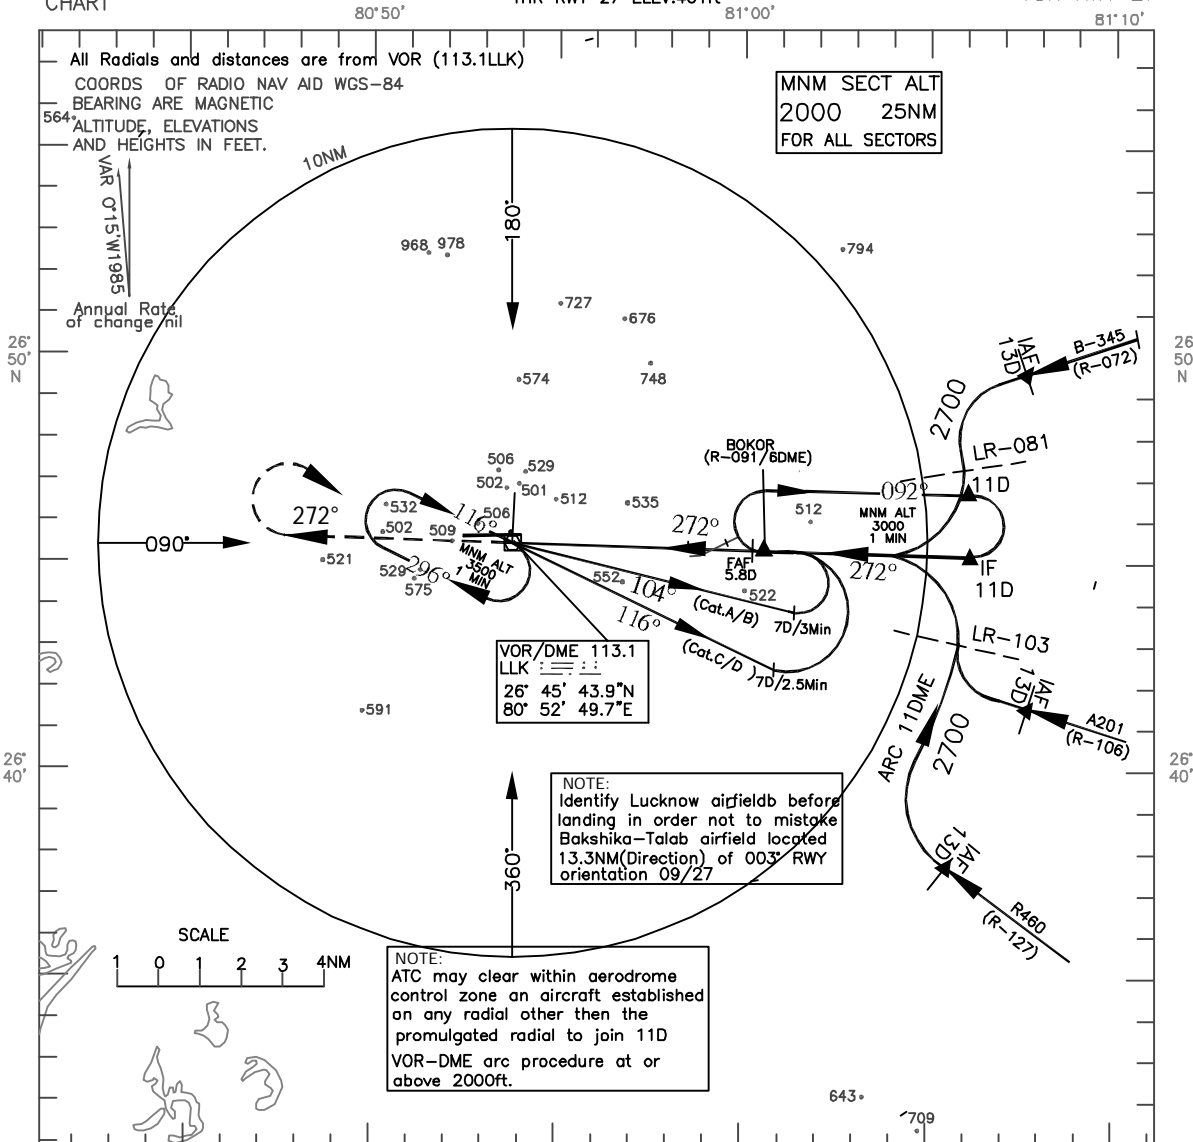 CHART
80°50'
81°00'
81°10'
All Radials and distances are from VOR (113.1LLK)
COORDS OF RADIO NAV AID WGS-84
BEARING ARE MAGNETIC
564
ALTITUDE, ELEVATIONS
AND HEIGHTS IN FEET.
VAR 0°15'W1985
Annual Rate
of change nil
MNM SECT ALT
2000 25NM
FOR ALL SECTORS
10NM
180°
968 978
794
727
676
574
748
26°
50'
N
26
50
N
IAF
13D
B-345
(R-072)
2700
LR-081
11D
BOKOR
(R-091/6DME)
092°
512
MNM ALT
3000
1 MIN
506
529
502
501
512
535
532
506
116°
502
509
272°
272°
272°
090°
521
529
575
296°
MNM ALT
3500
1 MIN
FAF
5.8D
IF
11D
552
104°
522
(Cat.A/B)
7D/3Min
116°
(Cat.C/D )
7D/2.5Min
LR-103
VOR/DME 113.1
LLK
26° 45' 43.9"N
80° 52' 49.7"E
591
IAF
13D
A201
(R-106)
ARC 11DME
2700
26°
40'
26°
40'
360°
NOTE:
Identify Lucknow airfieldb before
landing in order not to mistake
Bakshika-Talab airfield located
13.3NM(Direction) of 003° RWY
orientation 09/27
IAF
13D
R460
(R-127)
SCALE
1 0 1 2 3 4NM
NOTE:
ATC may clear within aerodrome
control zone an aircraft established
on any radial other then the
promulgated radial to join 11D
VOR-DME arc procedure at or
above 2000ft.
643
709